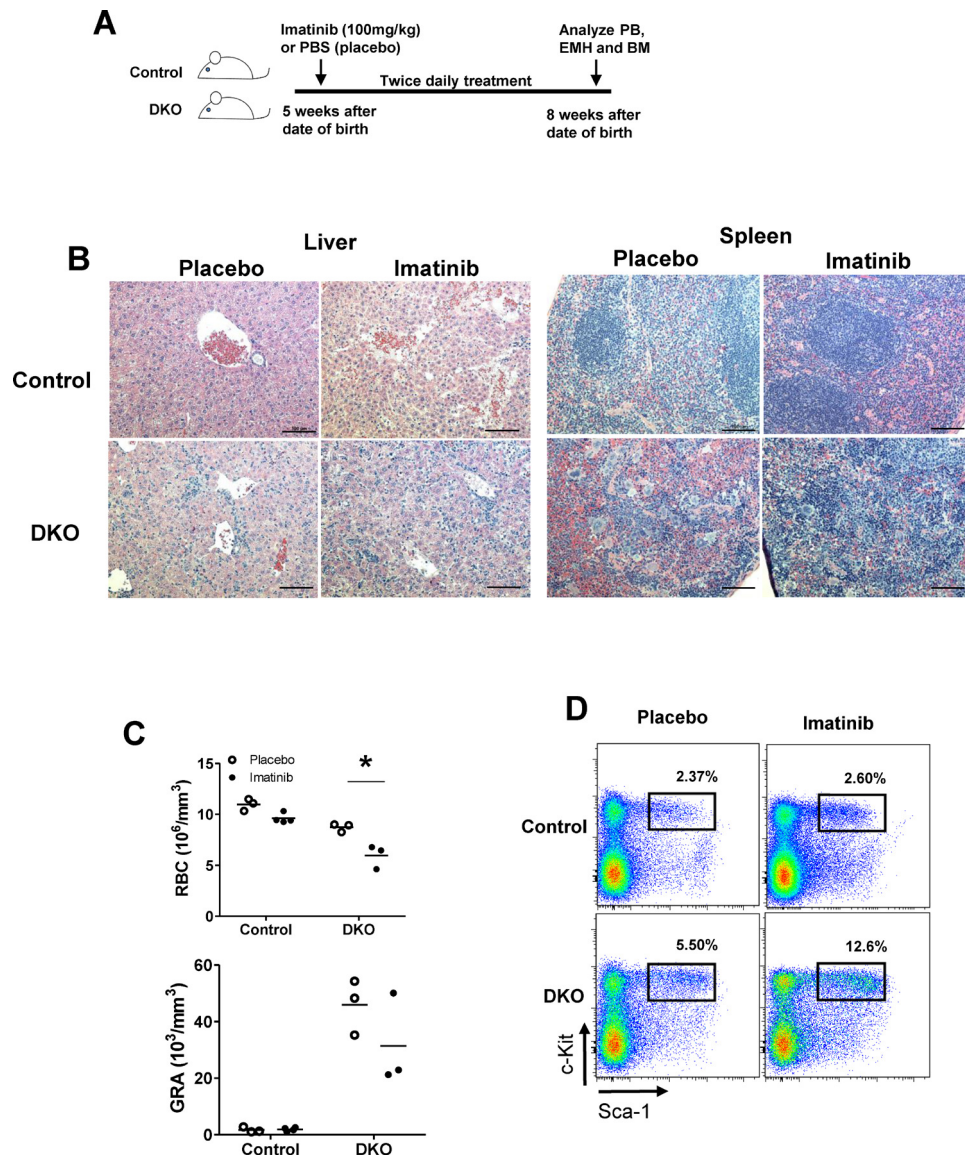 A
Imatinib (100mg/kg)
or PBS (placebo)
Analyze PB,
EMH and BM
Control
Twice daily treatment
DKO
5 weeks after
date of birth
8 weeks after
date of birth
B
Liver
Spleen
Placebo
Imatinib
Placebo
Imatinib
Control
DKO
C
Placebo
Imatinib
*
RBC (10⁶/mm³)
15
10
5
0
Control
DKO
GRA (10³/mm³)
60
40
20
0
Control
DKO
D
Placebo
Imatinib
Control
2.37%
2.60%
DKO
5.50%
12.6%
c-Kit
Sca-1